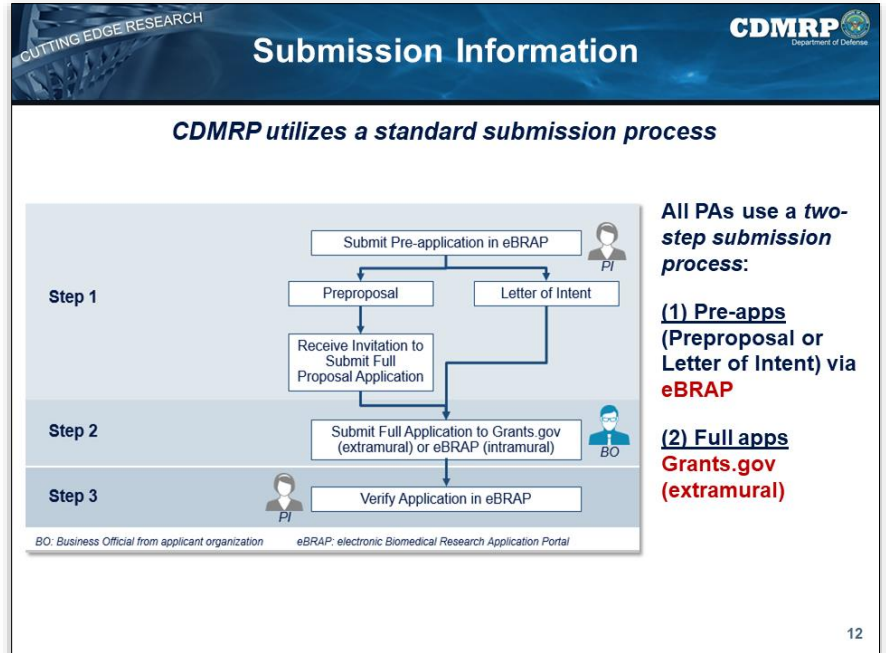 CUTTING EDGE RESEARCH
Submission Information
CDMRP
Department of Defense
CDMRP utilizes a standard submission process
Step 1
Submit Pre-application in eBRAP
PI
Preproposal
Letter of Intent
Receive Invitation to
Submit Full
Proposal Application
Step 2
Submit Full Application to Grants.gov
(extramural) or eBRAP (intramural)
BO
Step 3
PI
Verify Application in eBRAP
BO: Business Official from applicant organization
eBRAP: electronic Biomedical Research Application Portal
All PAs use a two-
step submission
process:
(1) Pre-apps
(Preproposal or
Letter of Intent) via
eBRAP
(2) Full apps
Grants.gov
(extramural)
12